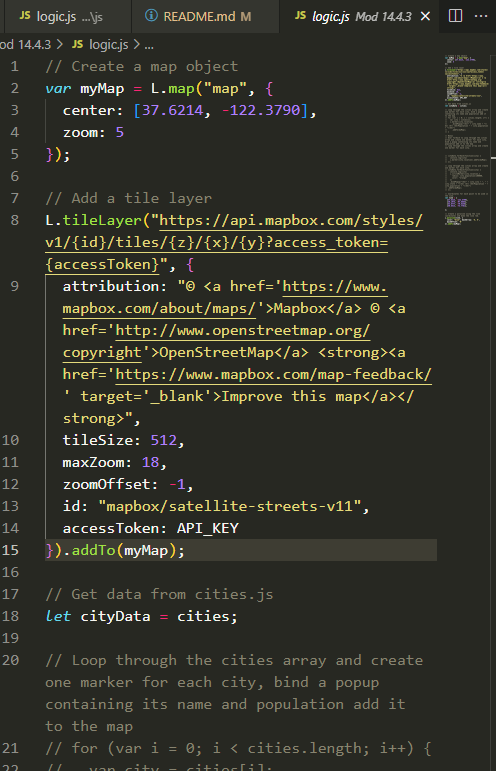 JS logic.js ...\js README.md M JS logic.js Mod 14.4.3
od 14.4.3 > JS logic.js > ...
1 // Create a map object
2 var myMap = L.map("map", {
3 center: [37.6214, -122.3790],
4 zoom: 5
5 });
6
7 // Add a tile layer
8 L.tileLayer("https://api.mapbox.com/styles/
v1/{id}/tiles/{z}/{x}/{y}?access_token=
{accessToken}", {
9 attribution: "© <a href='https://www.
mapbox.com/about/maps/'>Mapbox</a> © <a
href='http://www.openstreetmap.org/
copyright'>OpenStreetMap</a> <strong><a
href='https://www.mapbox.com/map-feedback/
' target='_blank'>Improve this map</a></
strong>",
10 tileSize: 512,
11 maxZoom: 18,
12 zoomOffset: -1,
13 id: "mapbox/satellite-streets-v11",
14 accessToken: API_KEY
15 }).addTo(myMap);
16
17 // Get data from cities.js
18 let cityData = cities;
19
20 // Loop through the cities array and create
one marker for each city, bind a popup
containing its name and population add it
to the map
21 // for (var i = 0; i < cities.length; i++) {
22 // var city = cities[i];